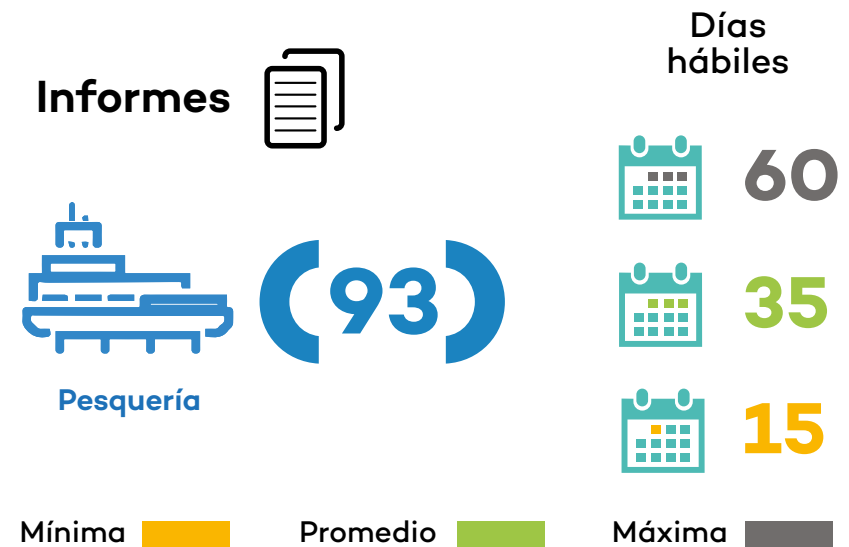 Días
hábiles
Informes
60
(93)
35
Pesquería
15
Mínima
Promedio
Máxima